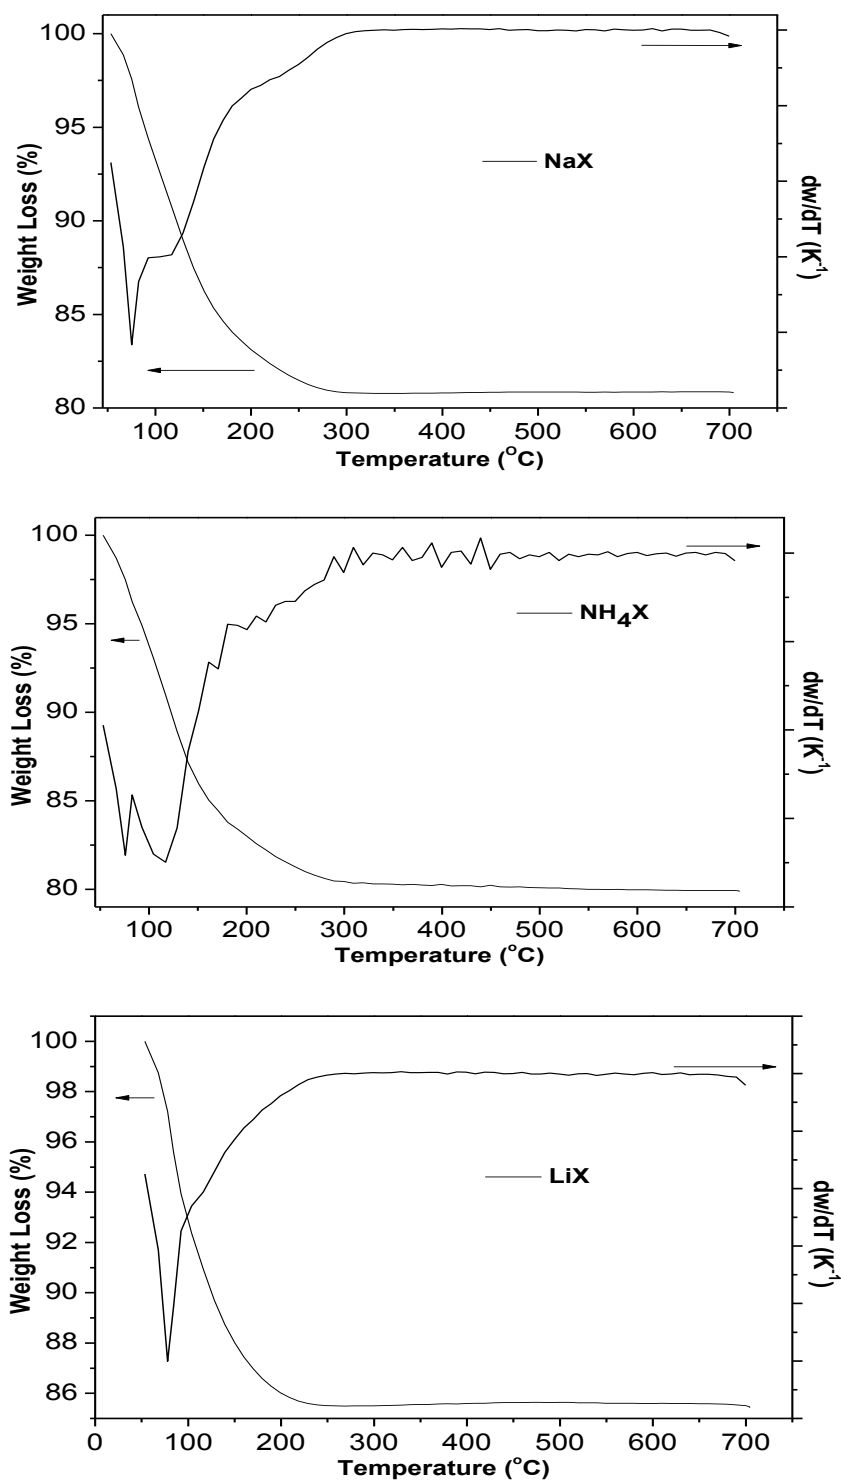 100
95
90
85
80
Weight Loss (%)
NaX
dw/dT (K-1)
100 200 300 400 500 600 700
Temperature (OC)
100
95
90
85
80
Weight Loss (%)
NH4X
dw/dT (K-1)
100 200 300 400 500 600 700
Temperature (oC)
100
98
96
94
92
90
88
86
Weight Loss (%)
LiX
dw/dT (K-1)
0 100 200 300 400 500 600 700
Temperature (oC)